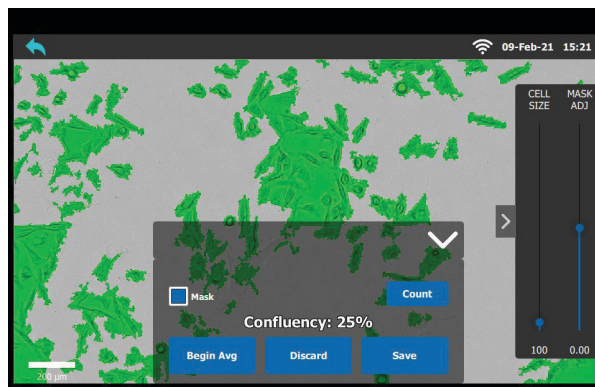 09-Feb-21 15:21
CELL SIZE
MASK ADJ
Mask
Count
Confluency: 25%
Begin Avg
Discard
Save
100
0.00
200 μm